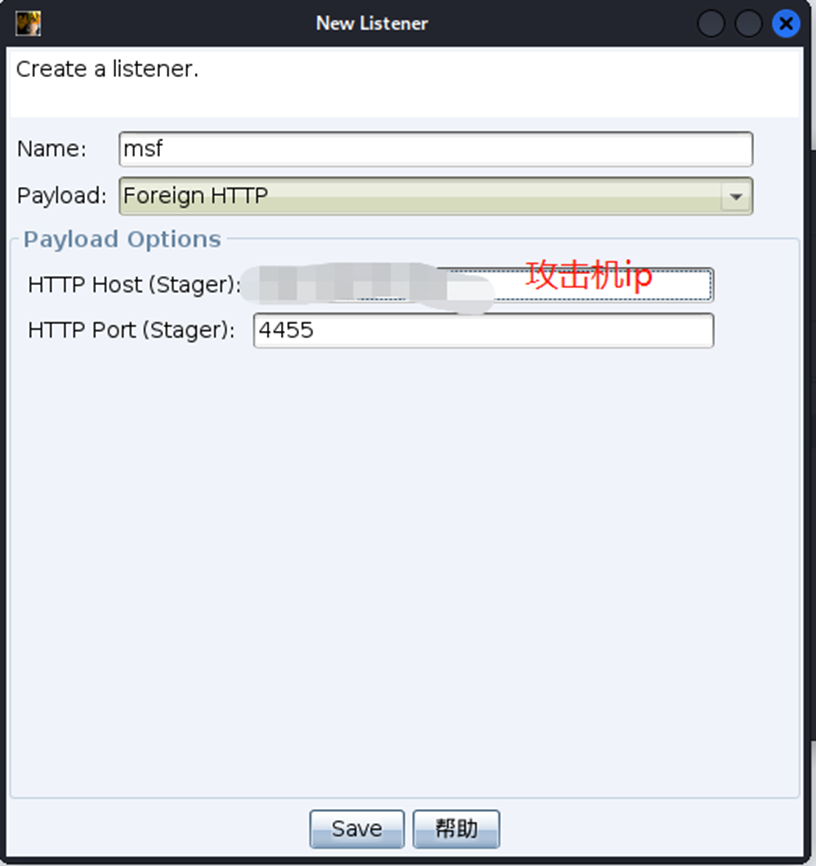 New Listener
Create a listener.
Name: msf
Payload: Foreign HTTP
Payload Options
HTTP Host (Stager): 攻击机ip
HTTP Port (Stager): 4455
Save 帮助